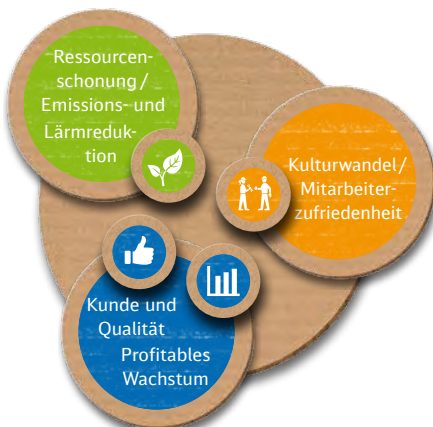 Ressourcen-
schonung/
Emissions- und
Lärmreduk-
tion
Kulturwandel/
Mitarbeiter-
zufriedenheit
Kunde und
Qualität
Profitables
Wachstum